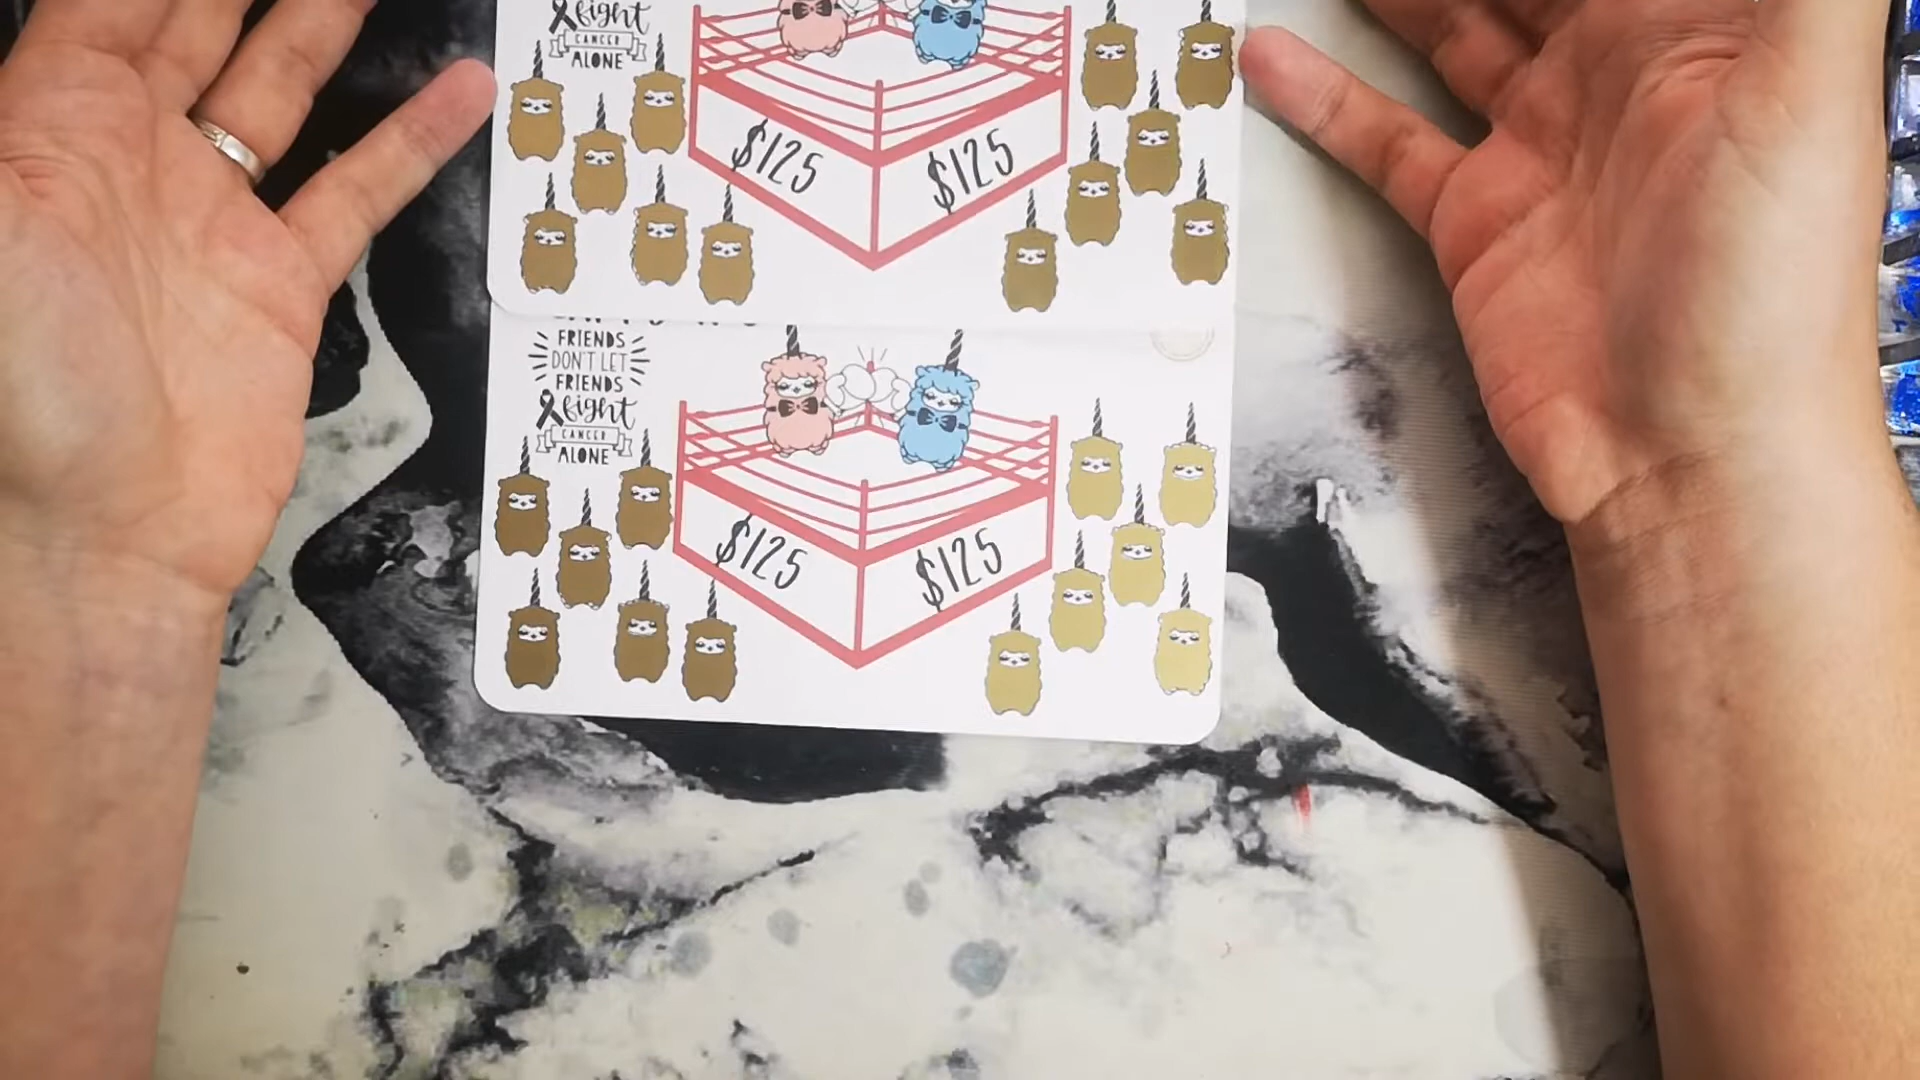 fight
CANCER
ALONE
$125 $125
FRIENDS
DON'T LET
FRIENDS
fight
CANCER
ALONE
$125 $125